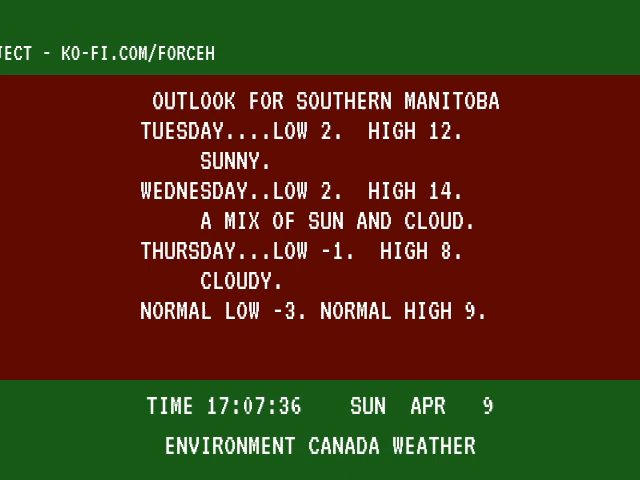 JECT - KO-FI.COM/FORCEH
OUTLOOK FOR SOUTHERN MANITOBA
TUESDAY....LOW 2.  HIGH 12.
SUNNY.
WEDNESDAY..LOW 2.  HIGH 14.
A MIX OF SUN AND CLOUD.
THURSDAY...LOW -1.  HIGH 8.
CLOUDY.
NORMAL LOW -3. NORMAL HIGH 9.
TIME 17:07:36    SUN  APR   9
ENVIRONMENT CANADA WEATHER